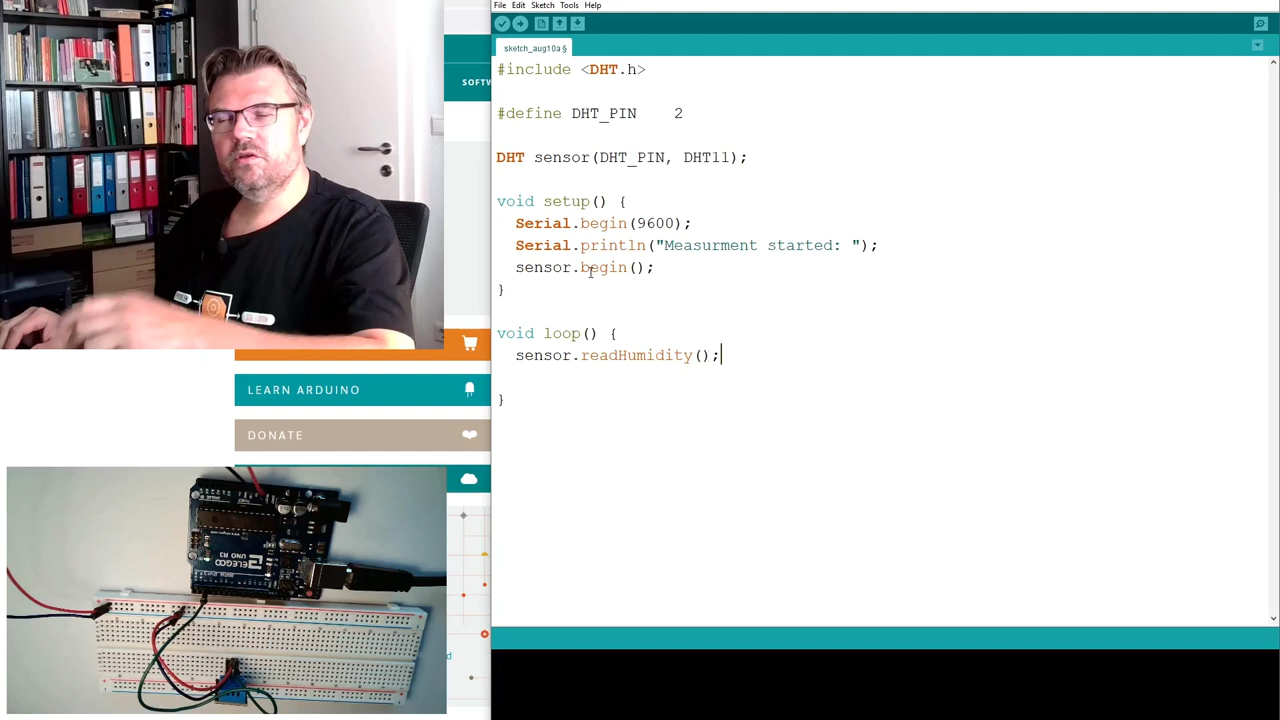 File Edit Sketch Tools Help
sketch_aug10a §
SOFTW
#include <DHT.h>
#define DHT_PIN    2
DHT sensor(DHT_PIN, DHT11);
void setup() {
Serial.begin(9600);
Serial.println("Measurment started: ");
sensor.begin();
}
void loop() {
sensor.readHumidity();
}
LEARN ARDUINO
DONATE
d
ELEGOO
UNO R3